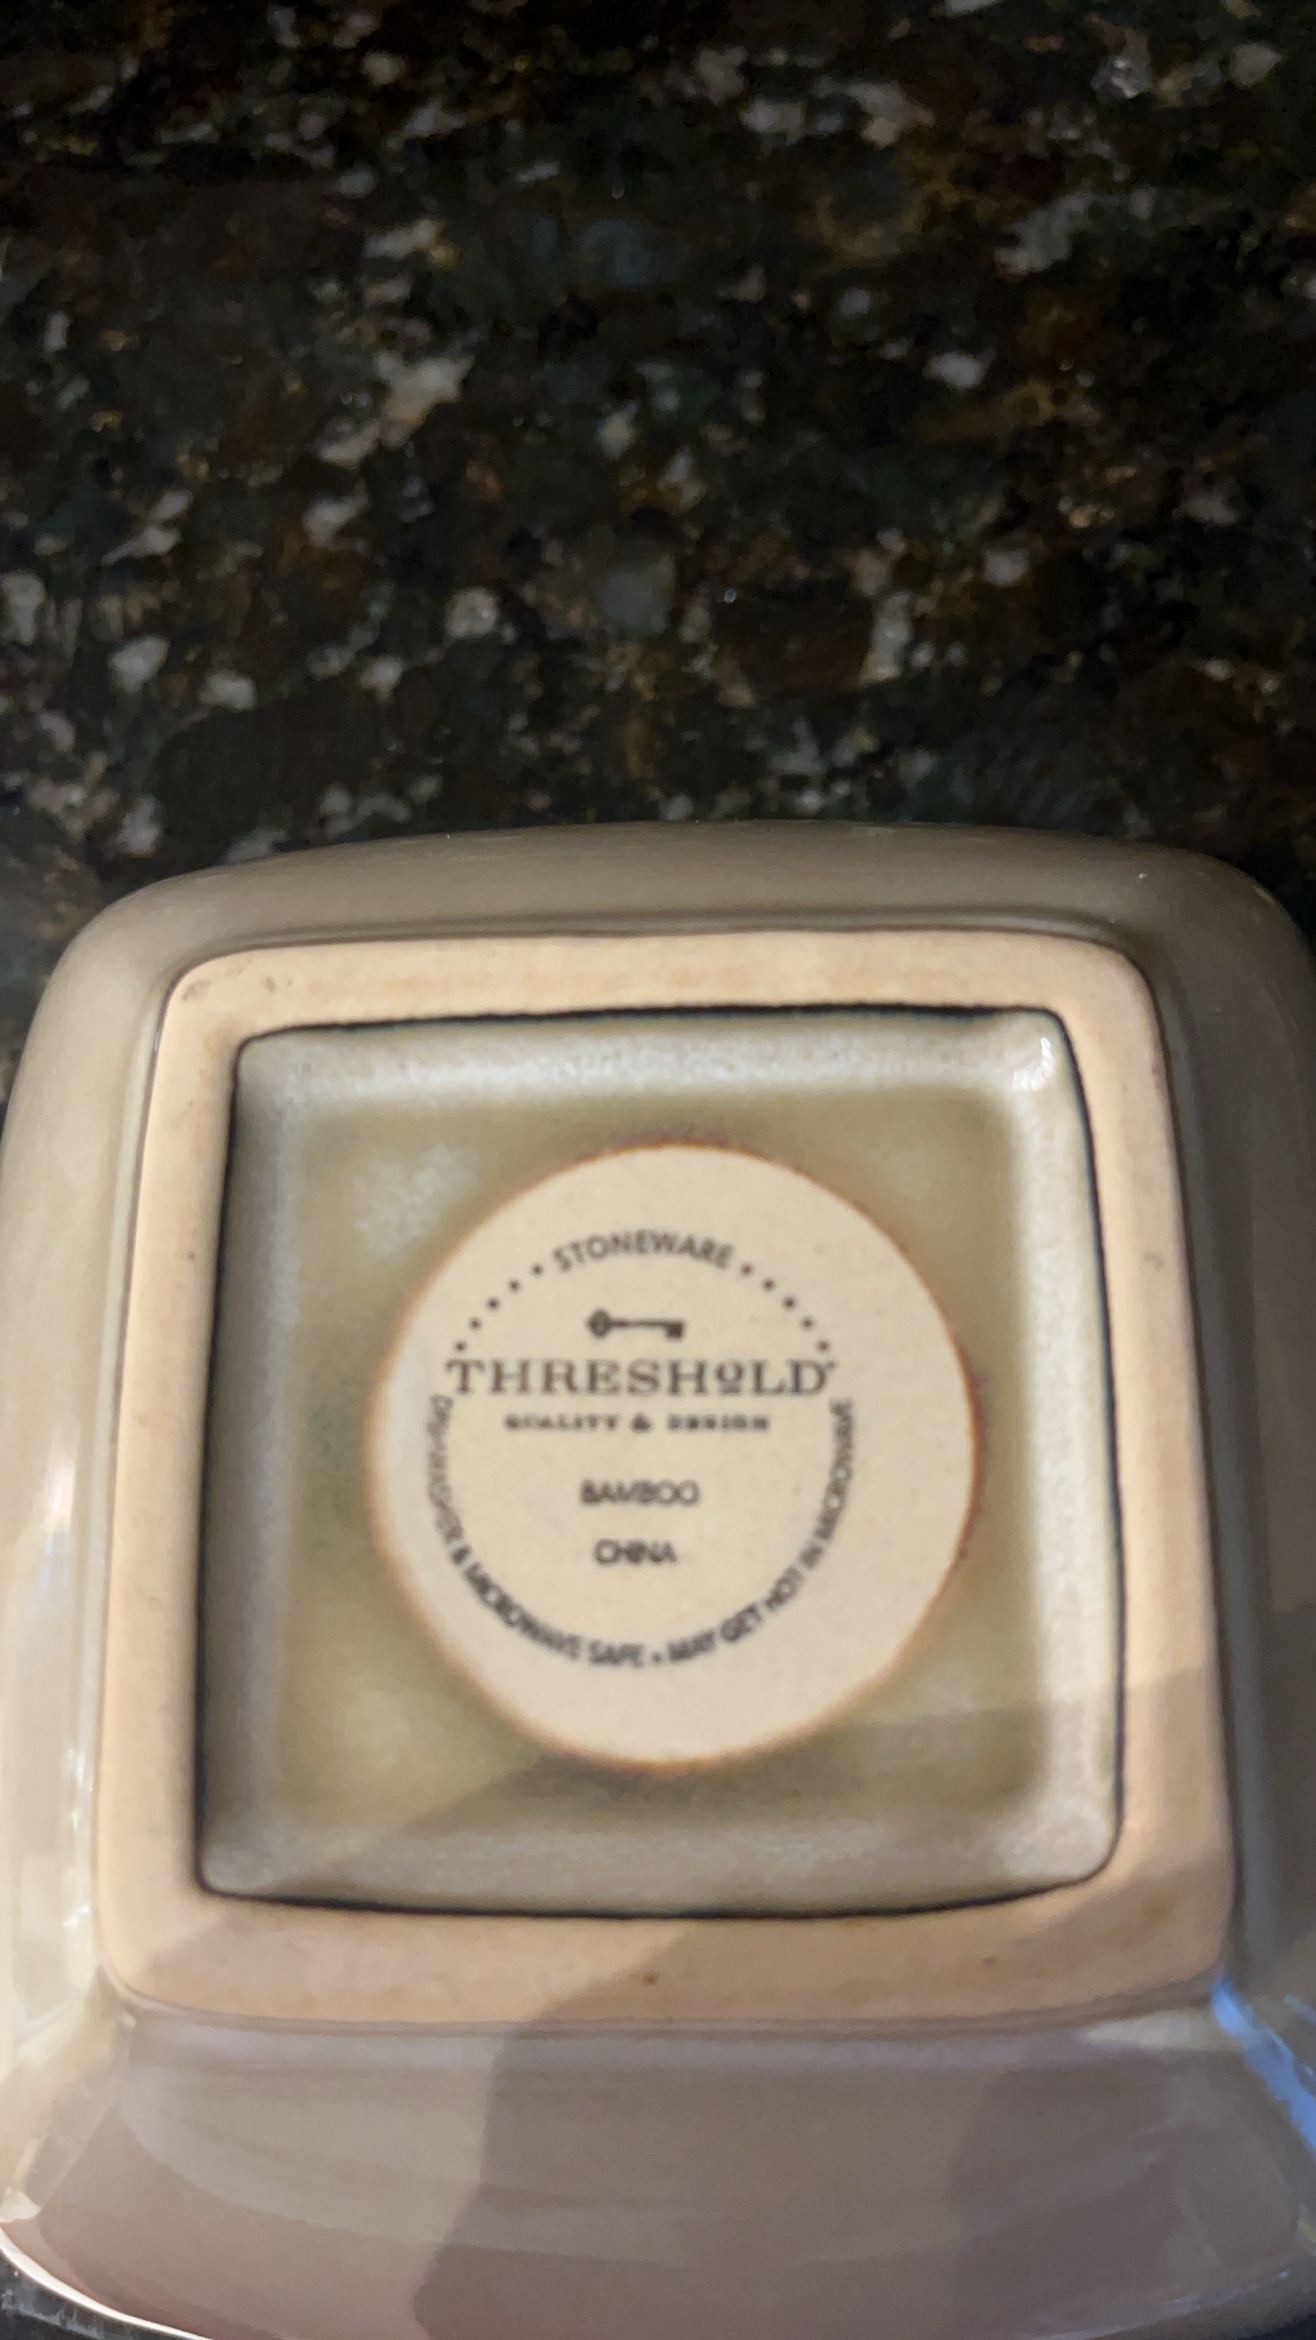 STONEWARE
THRESHOLD
QUALITY & DESIGN
BAMBOO
CHINA
DISHWASHER & MICROWAVE SAFE • MAY GET HOT IN MICROWAVE